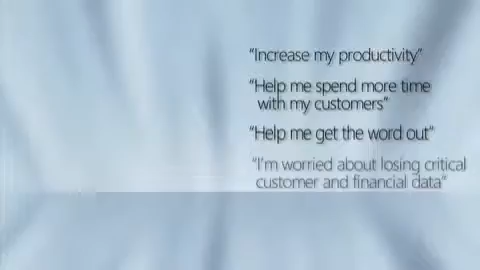 “Increase my productivity”
“Help me spend more time
with my customers”
“Help me get the word out”
“I'm worried about losing critical
customer and financial data”